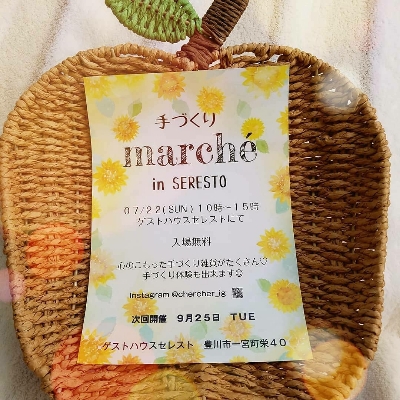 手づくり
marché
in SERESTO
07/22(SUN) 10時~15時
ゲストハウスセレストにて
入場無料
心のこもった手づくり雑貨がたくさん♡
手づくり体験も出来ます☺
Instagram @chercher_jg
次回開催 9月25日 TUE
ゲストハウスセレスト 豊川市一宮町栄40